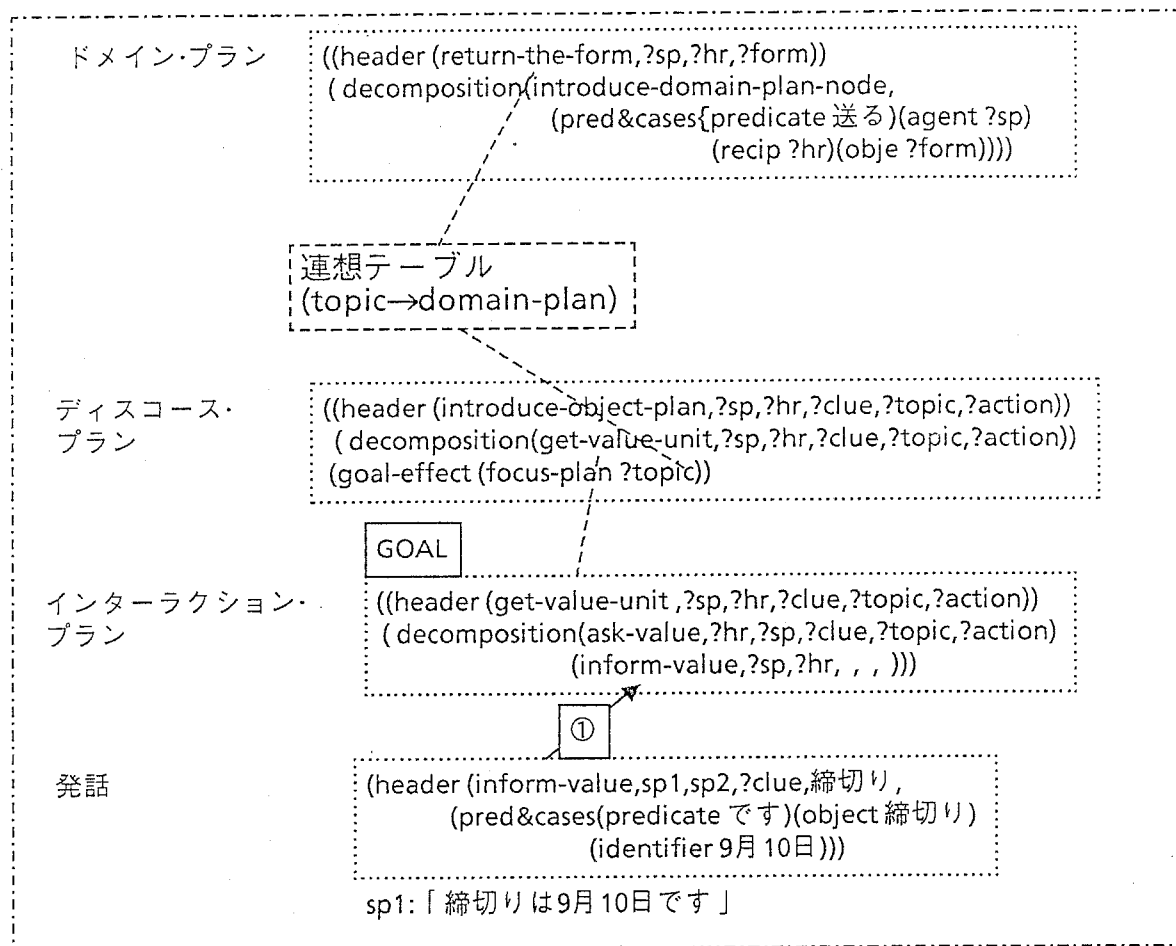 ドメイン・プラン
((header (return-the-form,?sp,?hr,?form))
( decomposition(introduce-domain-plan-node,
(pred&cases{predicate 送る)(agent ?sp)
(recip ?hr)(obje ?form))))
連想テーブル
(topic→domain-plan)
ディスコース・
プラン
((header (introduce-object-plan,?sp,?hr,?clue,?topic,?action))
( decomposition(get-value-unit,?sp,?hr,?clue,?topic,?action))
(goal-effect (focus-plan ?topic))
GOAL
インターラクション・
プラン
((header (get-value-unit ,?sp,?hr,?clue,?topic,?action))
( decomposition(ask-value,?hr,?sp,?clue,?topic,?action)
(inform-value,?sp,?hr, , , )))
①
発話
(header (inform-value,sp1,sp2,?clue,締切り,
(pred&cases(predicate です)(object 締切り)
(identifier 9月10日)))
sp1:「締切りは9月10日です」